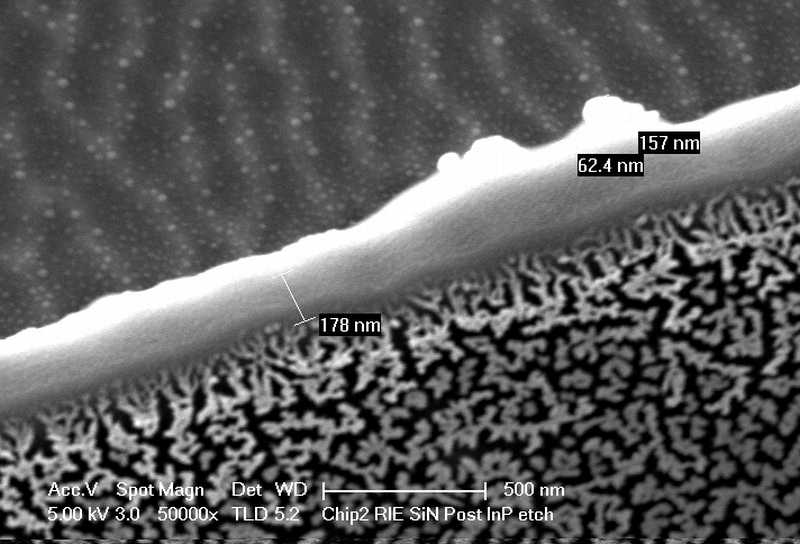 157 nm
62.4 nm
178 nm
Acc.V Spot Magn Det WD 500 nm
5.00 kV 3.0 50000x TLD 5.2 Chip2 RIE SiN Post InP etch